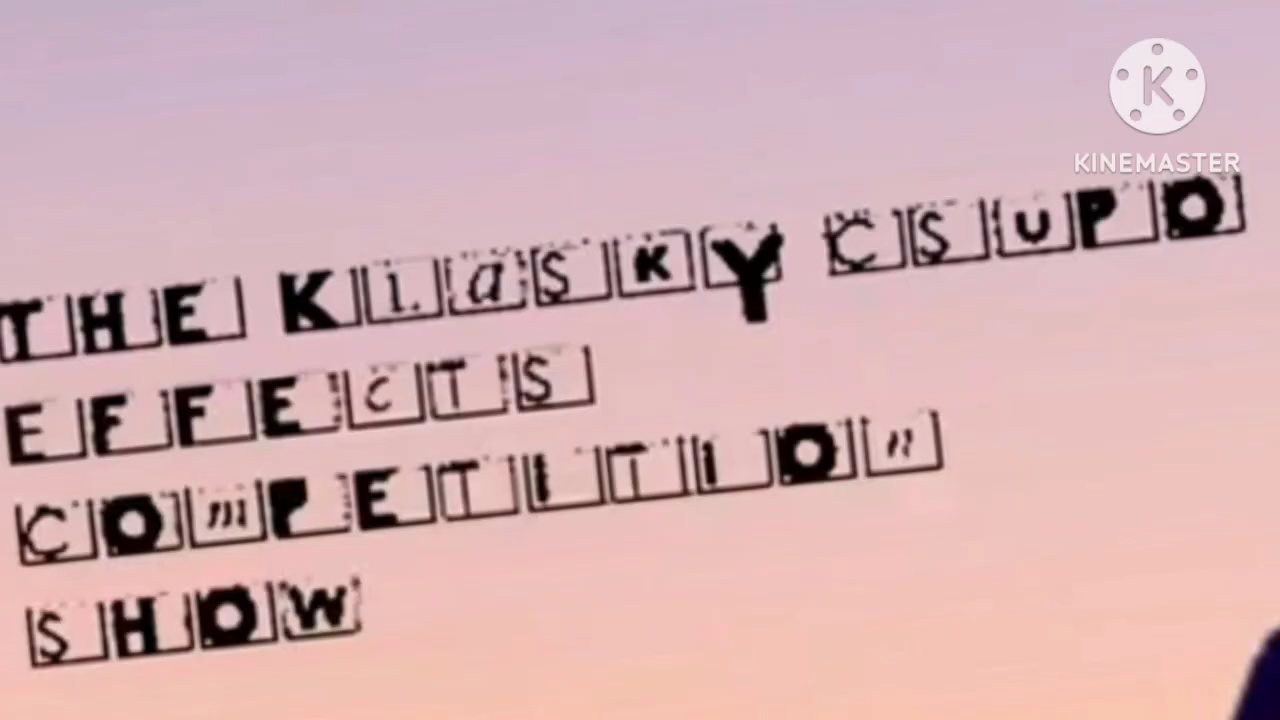 KINEMASTER
THE KlaSKY CSUPO
EFFEcTS
COmPETITIOn
SHOW